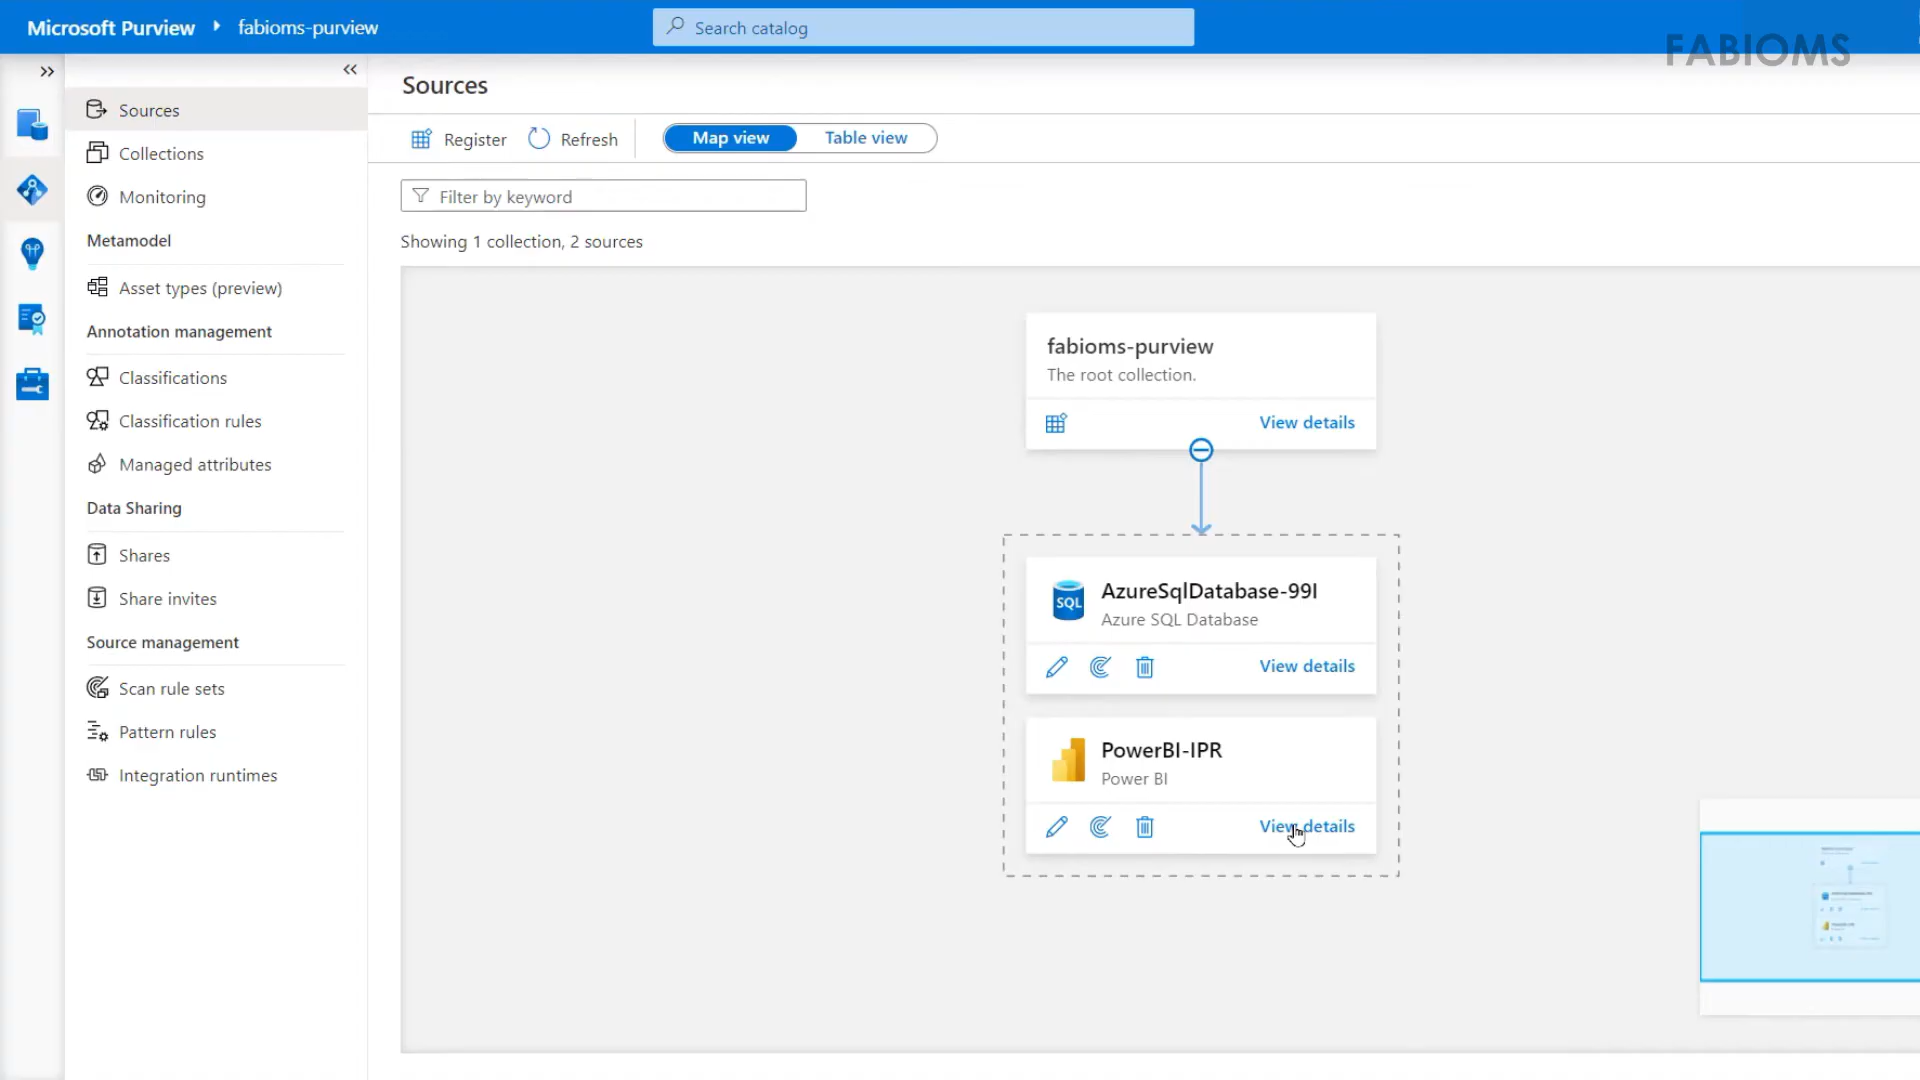 Microsoft Purview
fabioms-purview
Search catalog
FABIOMS
Sources
Collections
Monitoring
Metamodel
Asset types (preview)
Annotation management
Classifications
Classification rules
Managed attributes
Data Sharing
Shares
Share invites
Source management
Scan rule sets
Pattern rules
Integration runtimes
Sources
Register
Refresh
Map view
Table view
Filter by keyword
Showing 1 collection, 2 sources
fabioms-purview
The root collection.
View details
SQL
AzureSqlDatabase-99I
Azure SQL Database
View details
PowerBI-IPR
Power BI
View details